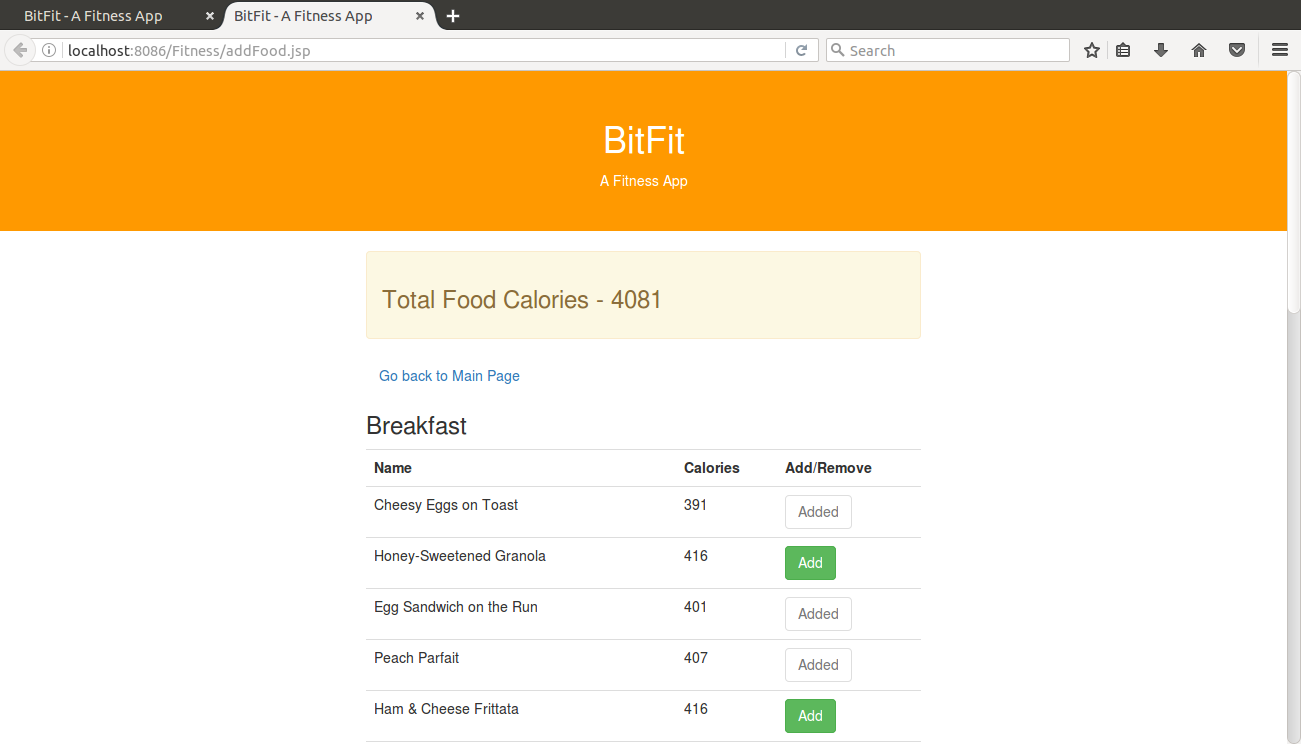 BitFit - A Fitness App BitFit - A Fitness App
localhost:8086/Fitness/addFood.jsp Search
BitFit
A Fitness App
Total Food Calories - 4081
Go back to Main Page
Breakfast
Name Calories Add/Remove
Cheesy Eggs on Toast 391 Added
Honey-Sweetened Granola 416 Add
Egg Sandwich on the Run 401 Added
Peach Parfait 407 Added
Ham & Cheese Frittata 416 Add